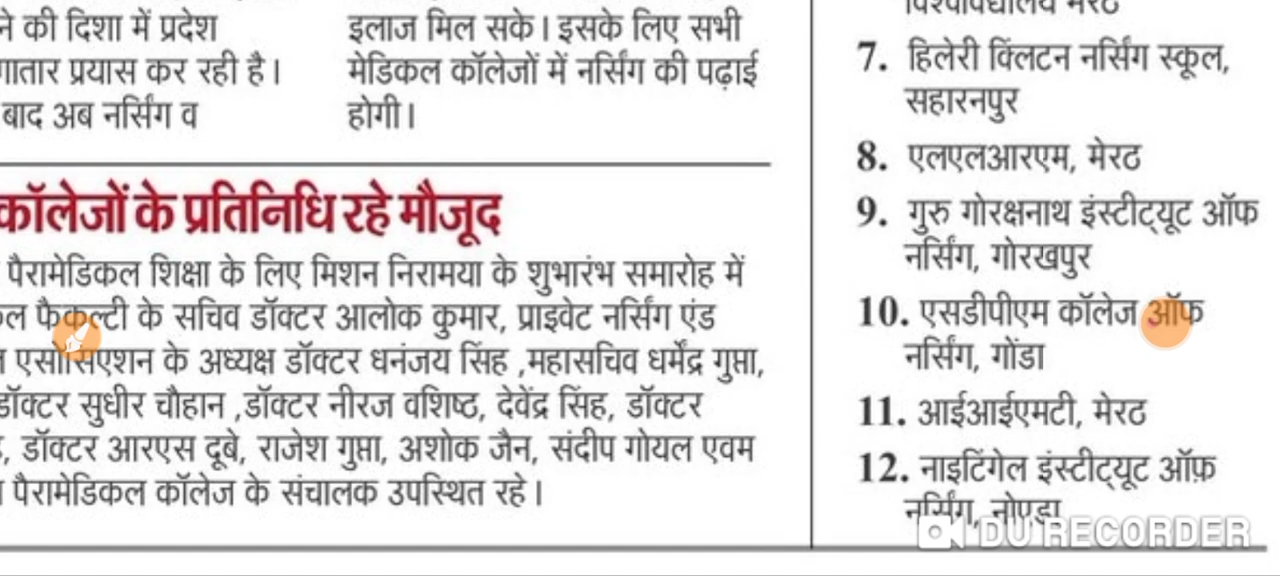 ने की दिशा में प्रदेश
गातार प्रयास कर रही है।
बाद अब नर्सिंग व
इलाज मिल सके। इसके लिए सभी
मेडिकल कॉलेजों में नर्सिंग की पढ़ाई
होगी।
कॉलेजों के प्रतिनिधि रहे मौजूद
पैरामेडिकल शिक्षा के लिए मिशन निरामया के शुभारंभ समारोह में
ल फैकल्टी के सचिव डॉक्टर आलोक कुमार, प्राइवेट नर्सिंग एंड
एसोसिएशन के अध्यक्ष डॉक्टर धनंजय सिंह ,महासचिव धर्मेंद्र गुप्ता,
डॉक्टर सुधीर चौहान ,डॉक्टर नीरज वशिष्ठ, देवेंद्र सिंह, डॉक्टर
, डॉक्टर आरएस दूबे, राजेश गुप्ता, अशोक जैन, संदीप गोयल एवम
पैरामेडिकल कॉलेज के संचालक उपस्थित रहे।
विश्वविद्यालय मेरठ
7. हिलेरी क्लिंटन नर्सिंग स्कूल,
सहारनपुर
8. एलएलआरएम, मेरठ
9. गुरु गोरक्षनाथ इंस्टीट्यूट ऑफ
नर्सिंग, गोरखपुर
10. एसडीपीएम कॉलेज ऑफ
नर्सिंग, गोंडा
11. आईआईएमटी, मेरठ
12. नाइटिंगेल इंस्टीट्यूट ऑफ़
नर्सिंग, नोएडा
DU RECORDER